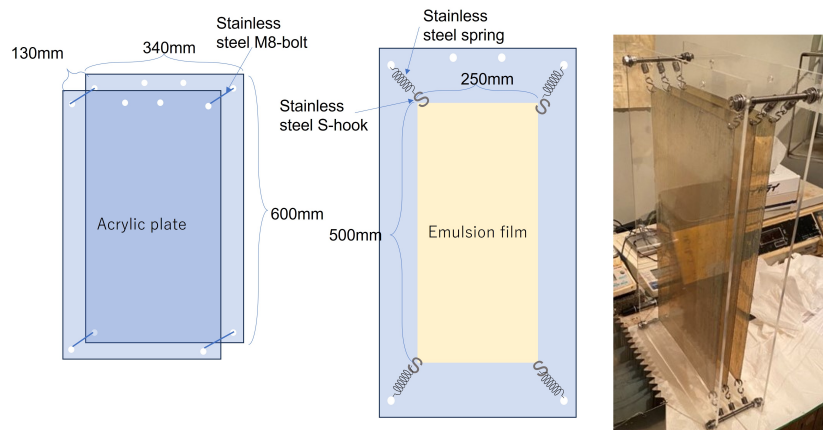 Stainless
steel M8-bolt
130mm
340mm
Acrylic plate
600mm
Stainless
steel spring
250mm
Stainless
steel S-hook
500mm
Emulsion film